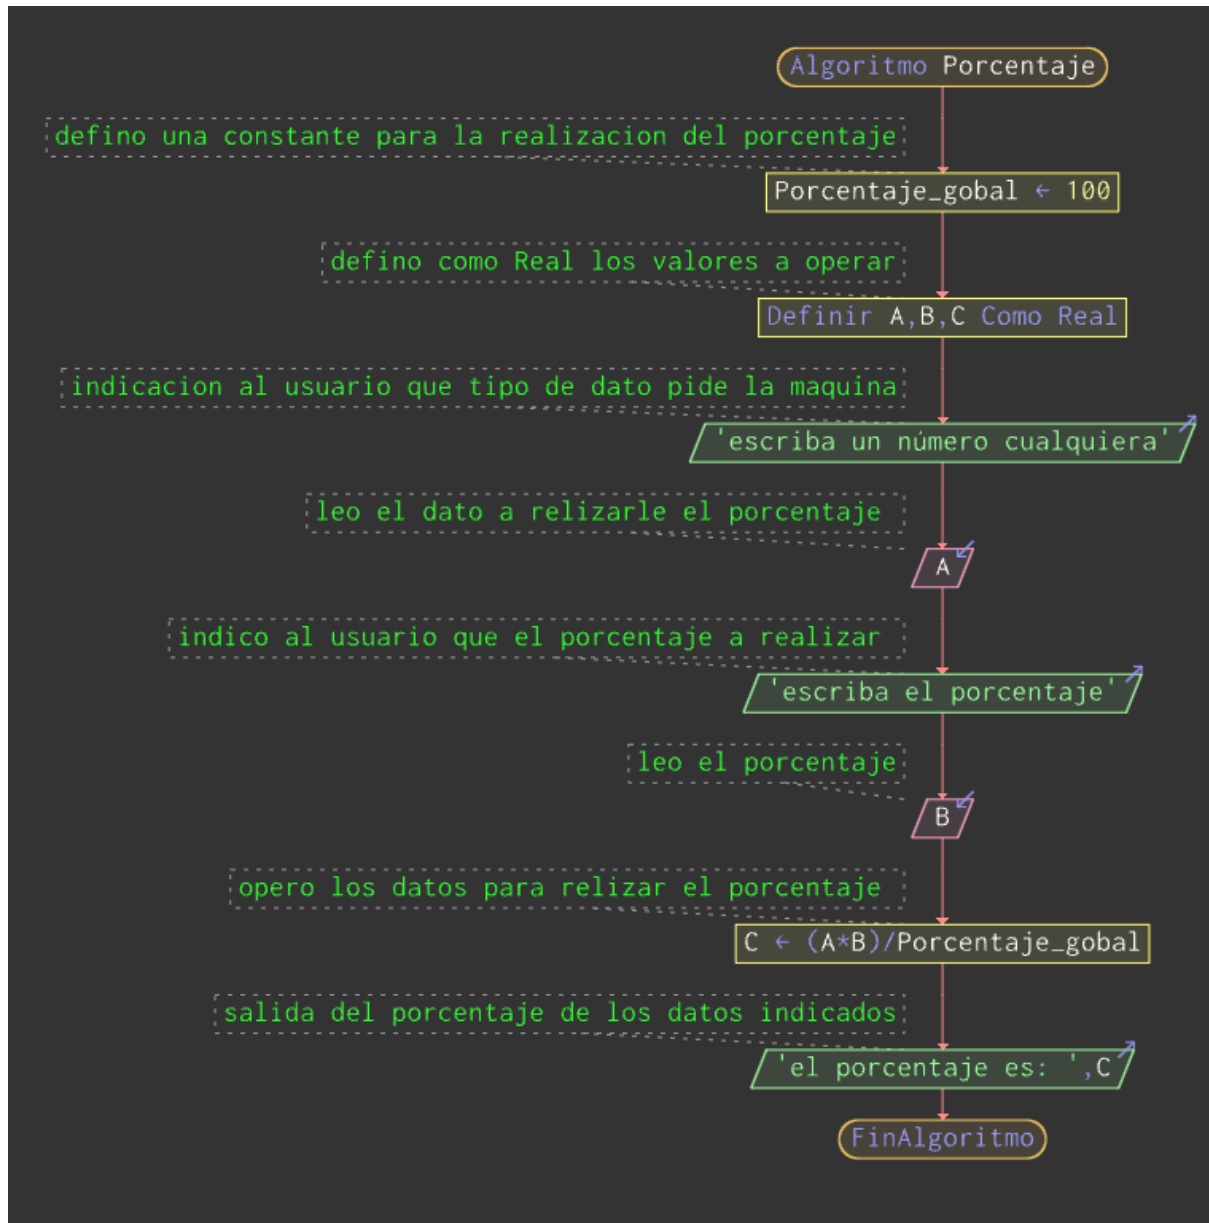 Algoritmo Porcentaje
defino una constante para la realizacion del porcentaje
Porcentaje_gobal ← 100
defino como Real los valores a operar
Definir A,B,C Como Real
indicacion al usuario que tipo de dato pide la maquina
'escriba un número cualquiera'
leo el dato a relizarle el porcentaje
A
indico al usuario que el porcentaje a realizar
'escriba el porcentaje'
leo el porcentaje
B
opero los datos para relizar el porcentaje
C ← (A*B)/Porcentaje_gobal
salida del porcentaje de los datos indicados
'el porcentaje es: ',C
FinAlgoritmo